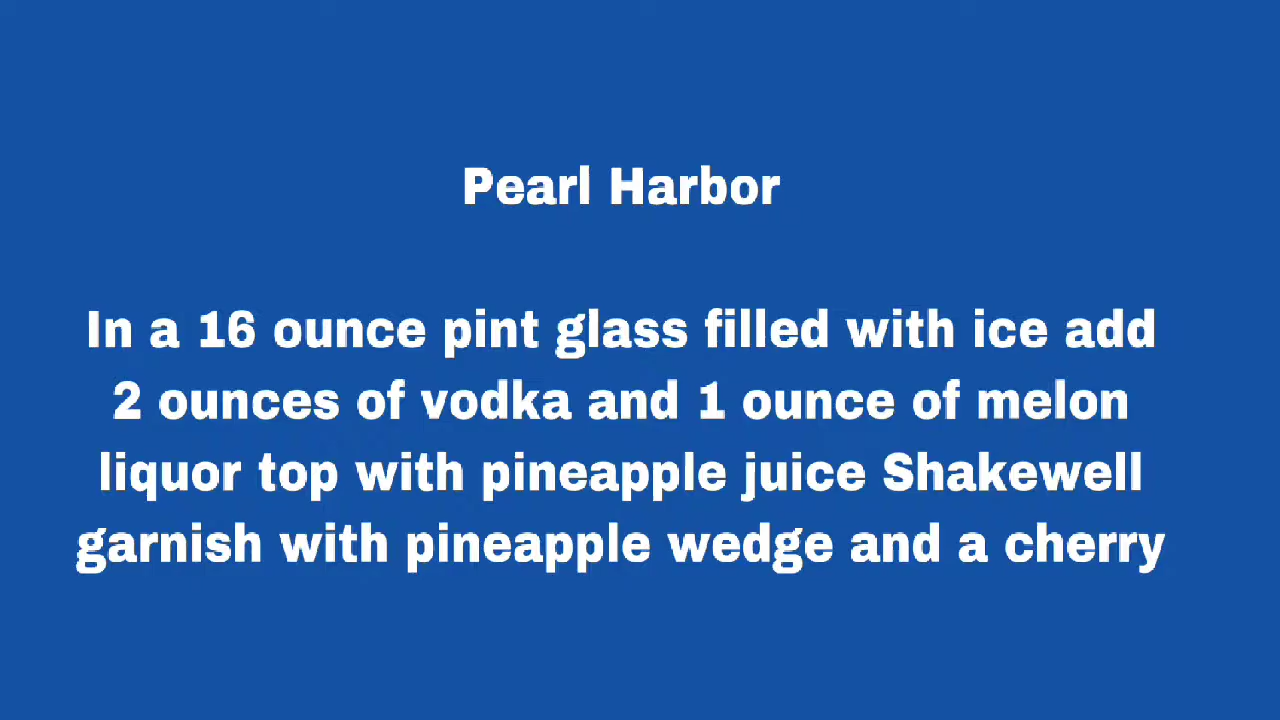 Pearl Harbor
In a 16 ounce pint glass filled with ice add
2 ounces of vodka and 1 ounce of melon
liquor top with pineapple juice Shakewell
garnish with pineapple wedge and a cherry